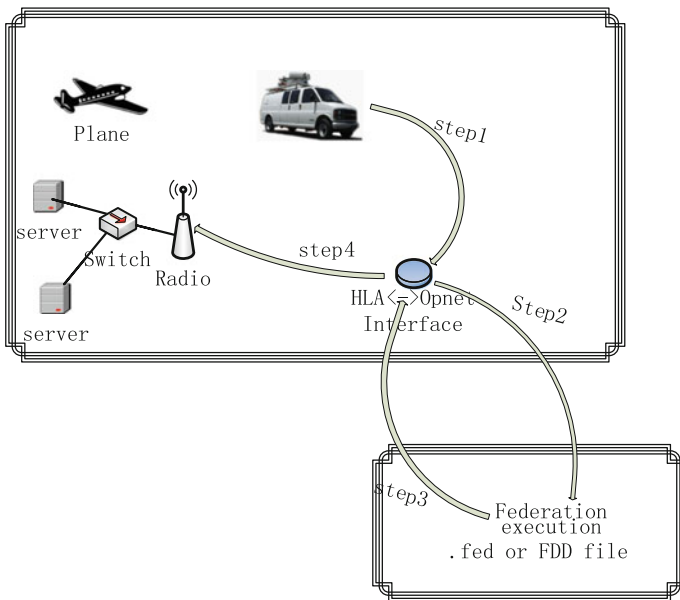 Plane
step1
server
Switch
Radio
step4
HLA<=>Opnet
Interface
Step2
server
step3
Federation
execution
.fed or FDD file